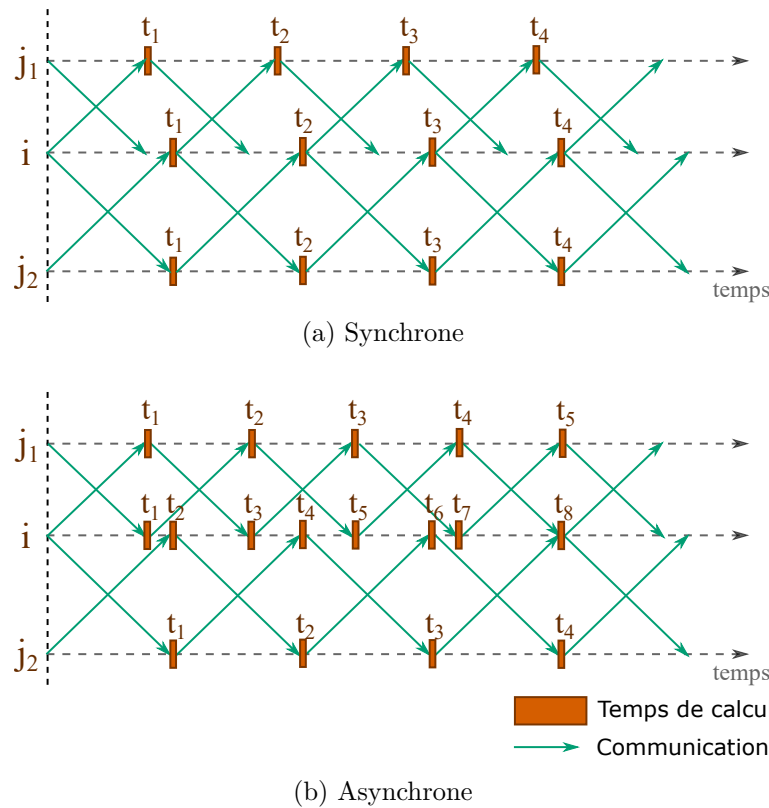 t₁ t₂ t₃ t₄
j₁
t₁ t₂ t₃ t₄
i
t₁ t₂ t₃ t₄
j₂
temps
(a) Synchrone
t₁ t₂ t₃ t₄ t₅
j₁
t₁ t₂ t₃ t₄ t₅ t₆ t₇ t₈
i
t₁ t₂ t₃ t₄
j₂
temps
Temps de calcu
Communication
(b) Asynchrone